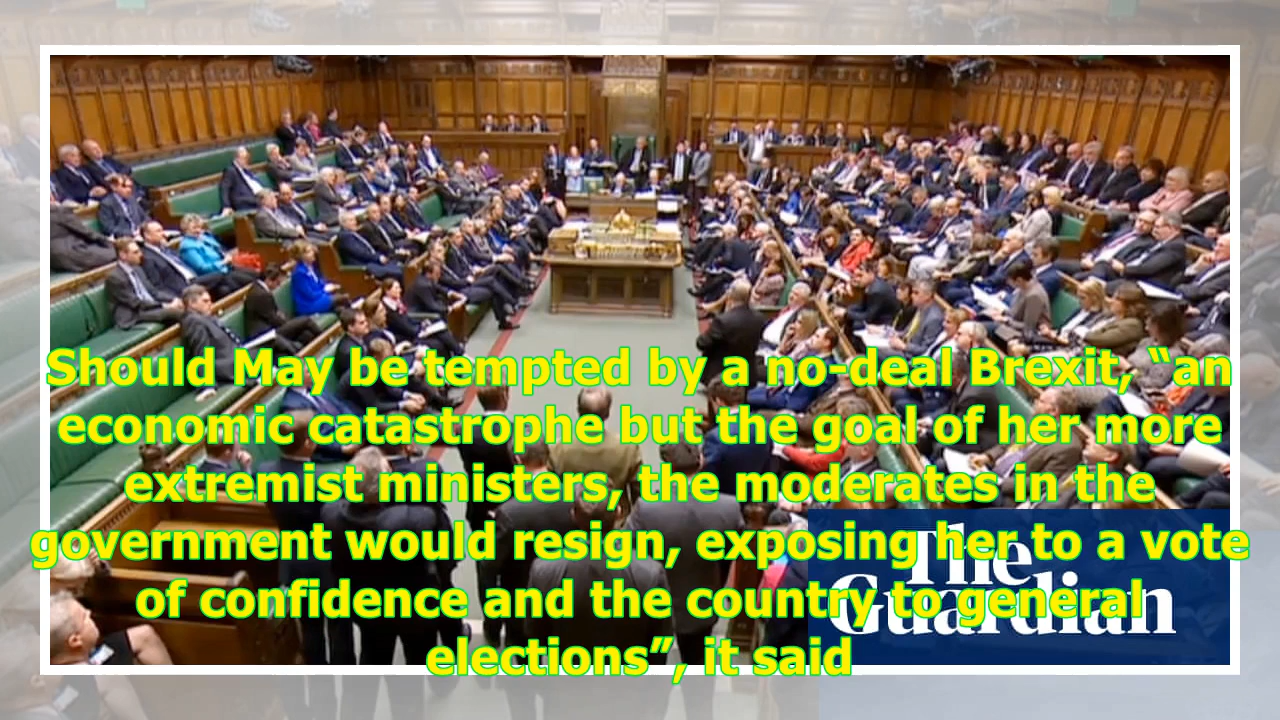 Should May be tempted by a no-deal Brexit, “an
economic catastrophe but the goal of her more
extremist ministers, the moderates in the
government would resign, exposing her to a vote
of confidence and the country to general
elections”, it said
The
Guardian